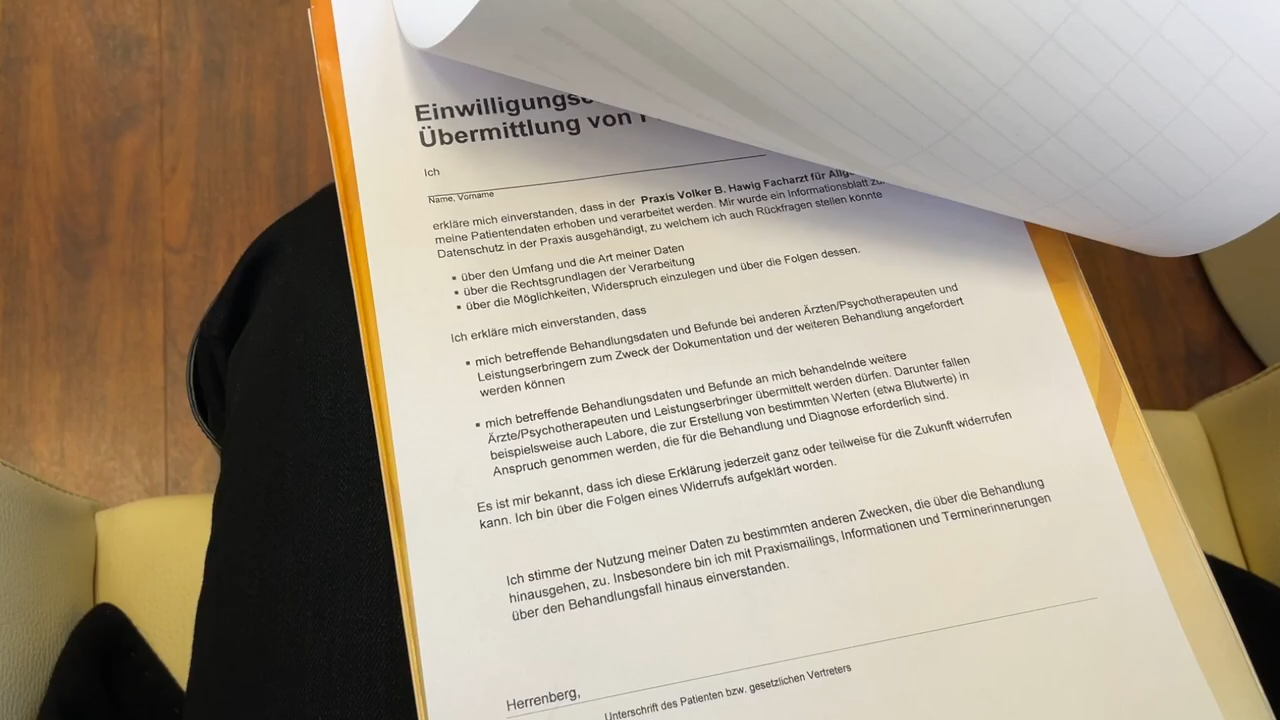 Übermittlung von
Ich
Name, Vorname
erkläre mich einverstanden, dass in der Praxis Volker B. Hawig Facharzt für
meine Patientendaten erhoben und verarbeitet werden. Mir wurde ein Informationsblatt
Datenschutz in der Praxis ausgehändigt, zu welchem ich auch Rückfragen stellen konnte
• über den Umfang und die Art meiner Daten
• über die Rechtsgrundlagen der Verarbeitung
• über die Möglichkeiten, Widerspruch einzulegen und über die Folgen dessen.
Ich erkläre mich einverstanden, dass
• mich betreffende Behandlungsdaten und Befunde bei anderen Ärzten/Psychotherapeuten und
Leistungserbringern zum Zweck der Dokumentation und der weiteren Behandlung angefordert
werden können
• mich betreffende Behandlungsdaten und Befunde an mich behandelnde weitere
Ärzte/Psychotherapeuten und Leistungserbringer übermittelt werden dürfen. Darunter fallen
beispielsweise auch Labore, die zur Erstellung von bestimmten Werten (etwa Blutwerte) in
Anspruch genommen werden, die für die Behandlung und Diagnose erforderlich sind.
Es ist mir bekannt, dass ich diese Erklärung jederzeit ganz oder teilweise für die Zukunft widerrufen
kann. Ich bin über die Folgen eines Widerrufs aufgeklärt worden.
Ich stimme der Nutzung meiner Daten zu bestimmten anderen Zwecken, die über die Behandlung
hinausgehen, zu. Insbesondere bin ich mit Praxismailings, Informationen und Terminerinnerungen
über den Behandlungsfall hinaus einverstanden.
Herrenberg,
Unterschrift des Patienten bzw. gesetzlichen Vertreters